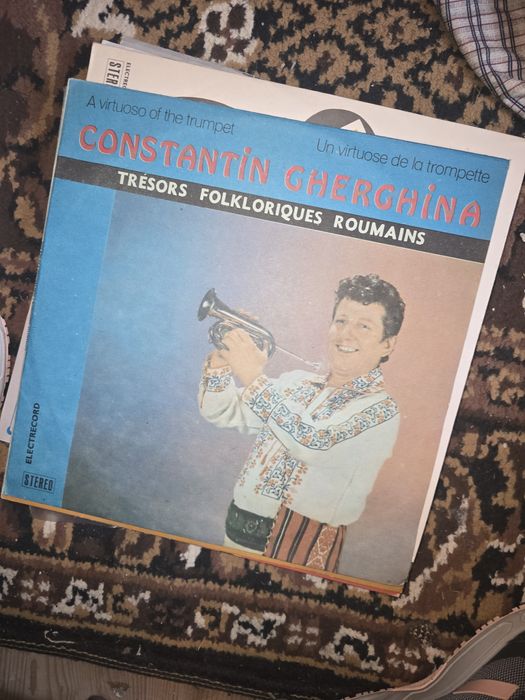 A virtuoso of the trumpet
Un virtuose de la trompette
CONSTANTIN GHERGHINA
TRÉSORS FOLKLORIQUES ROUMAINS
ELECTRECORD
STEREO